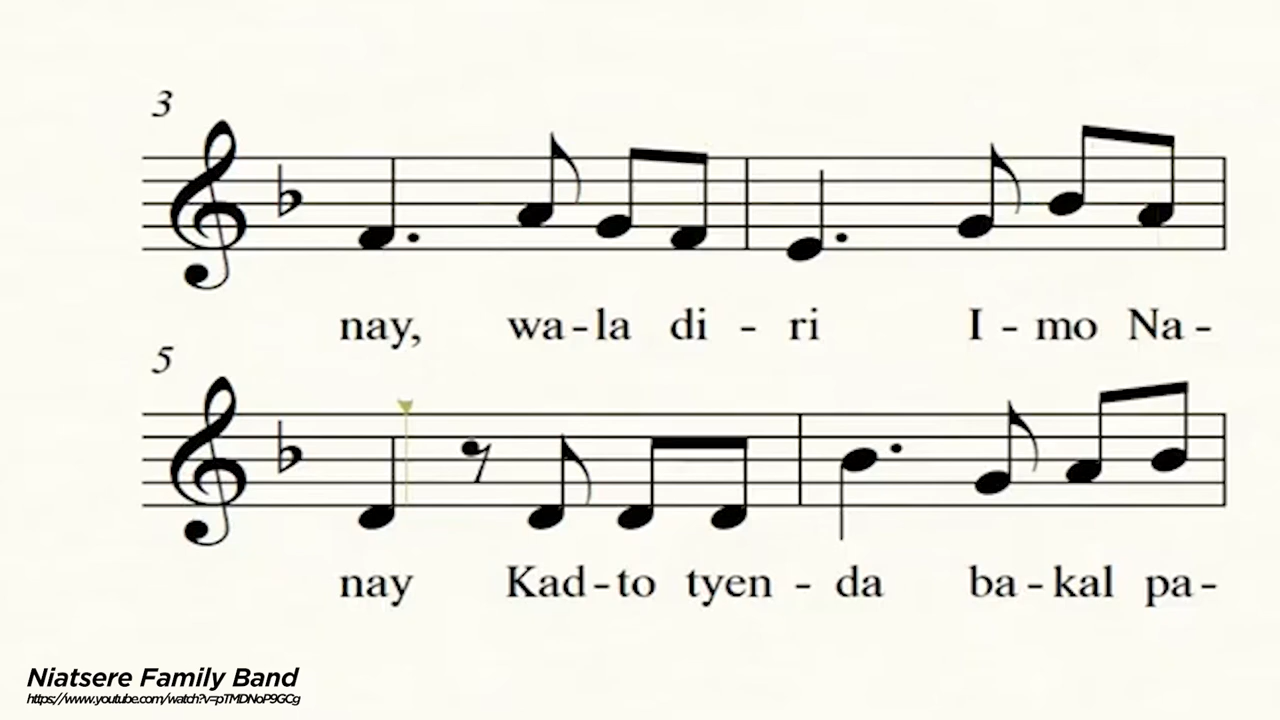 3
nay, wa - la di - ri I - mo Na -
5
nay Kad - to tyen - da ba - kal pa -
Niatsere Family Band
https://www.youtube.com/watch?v=pTMDNoP9GCg